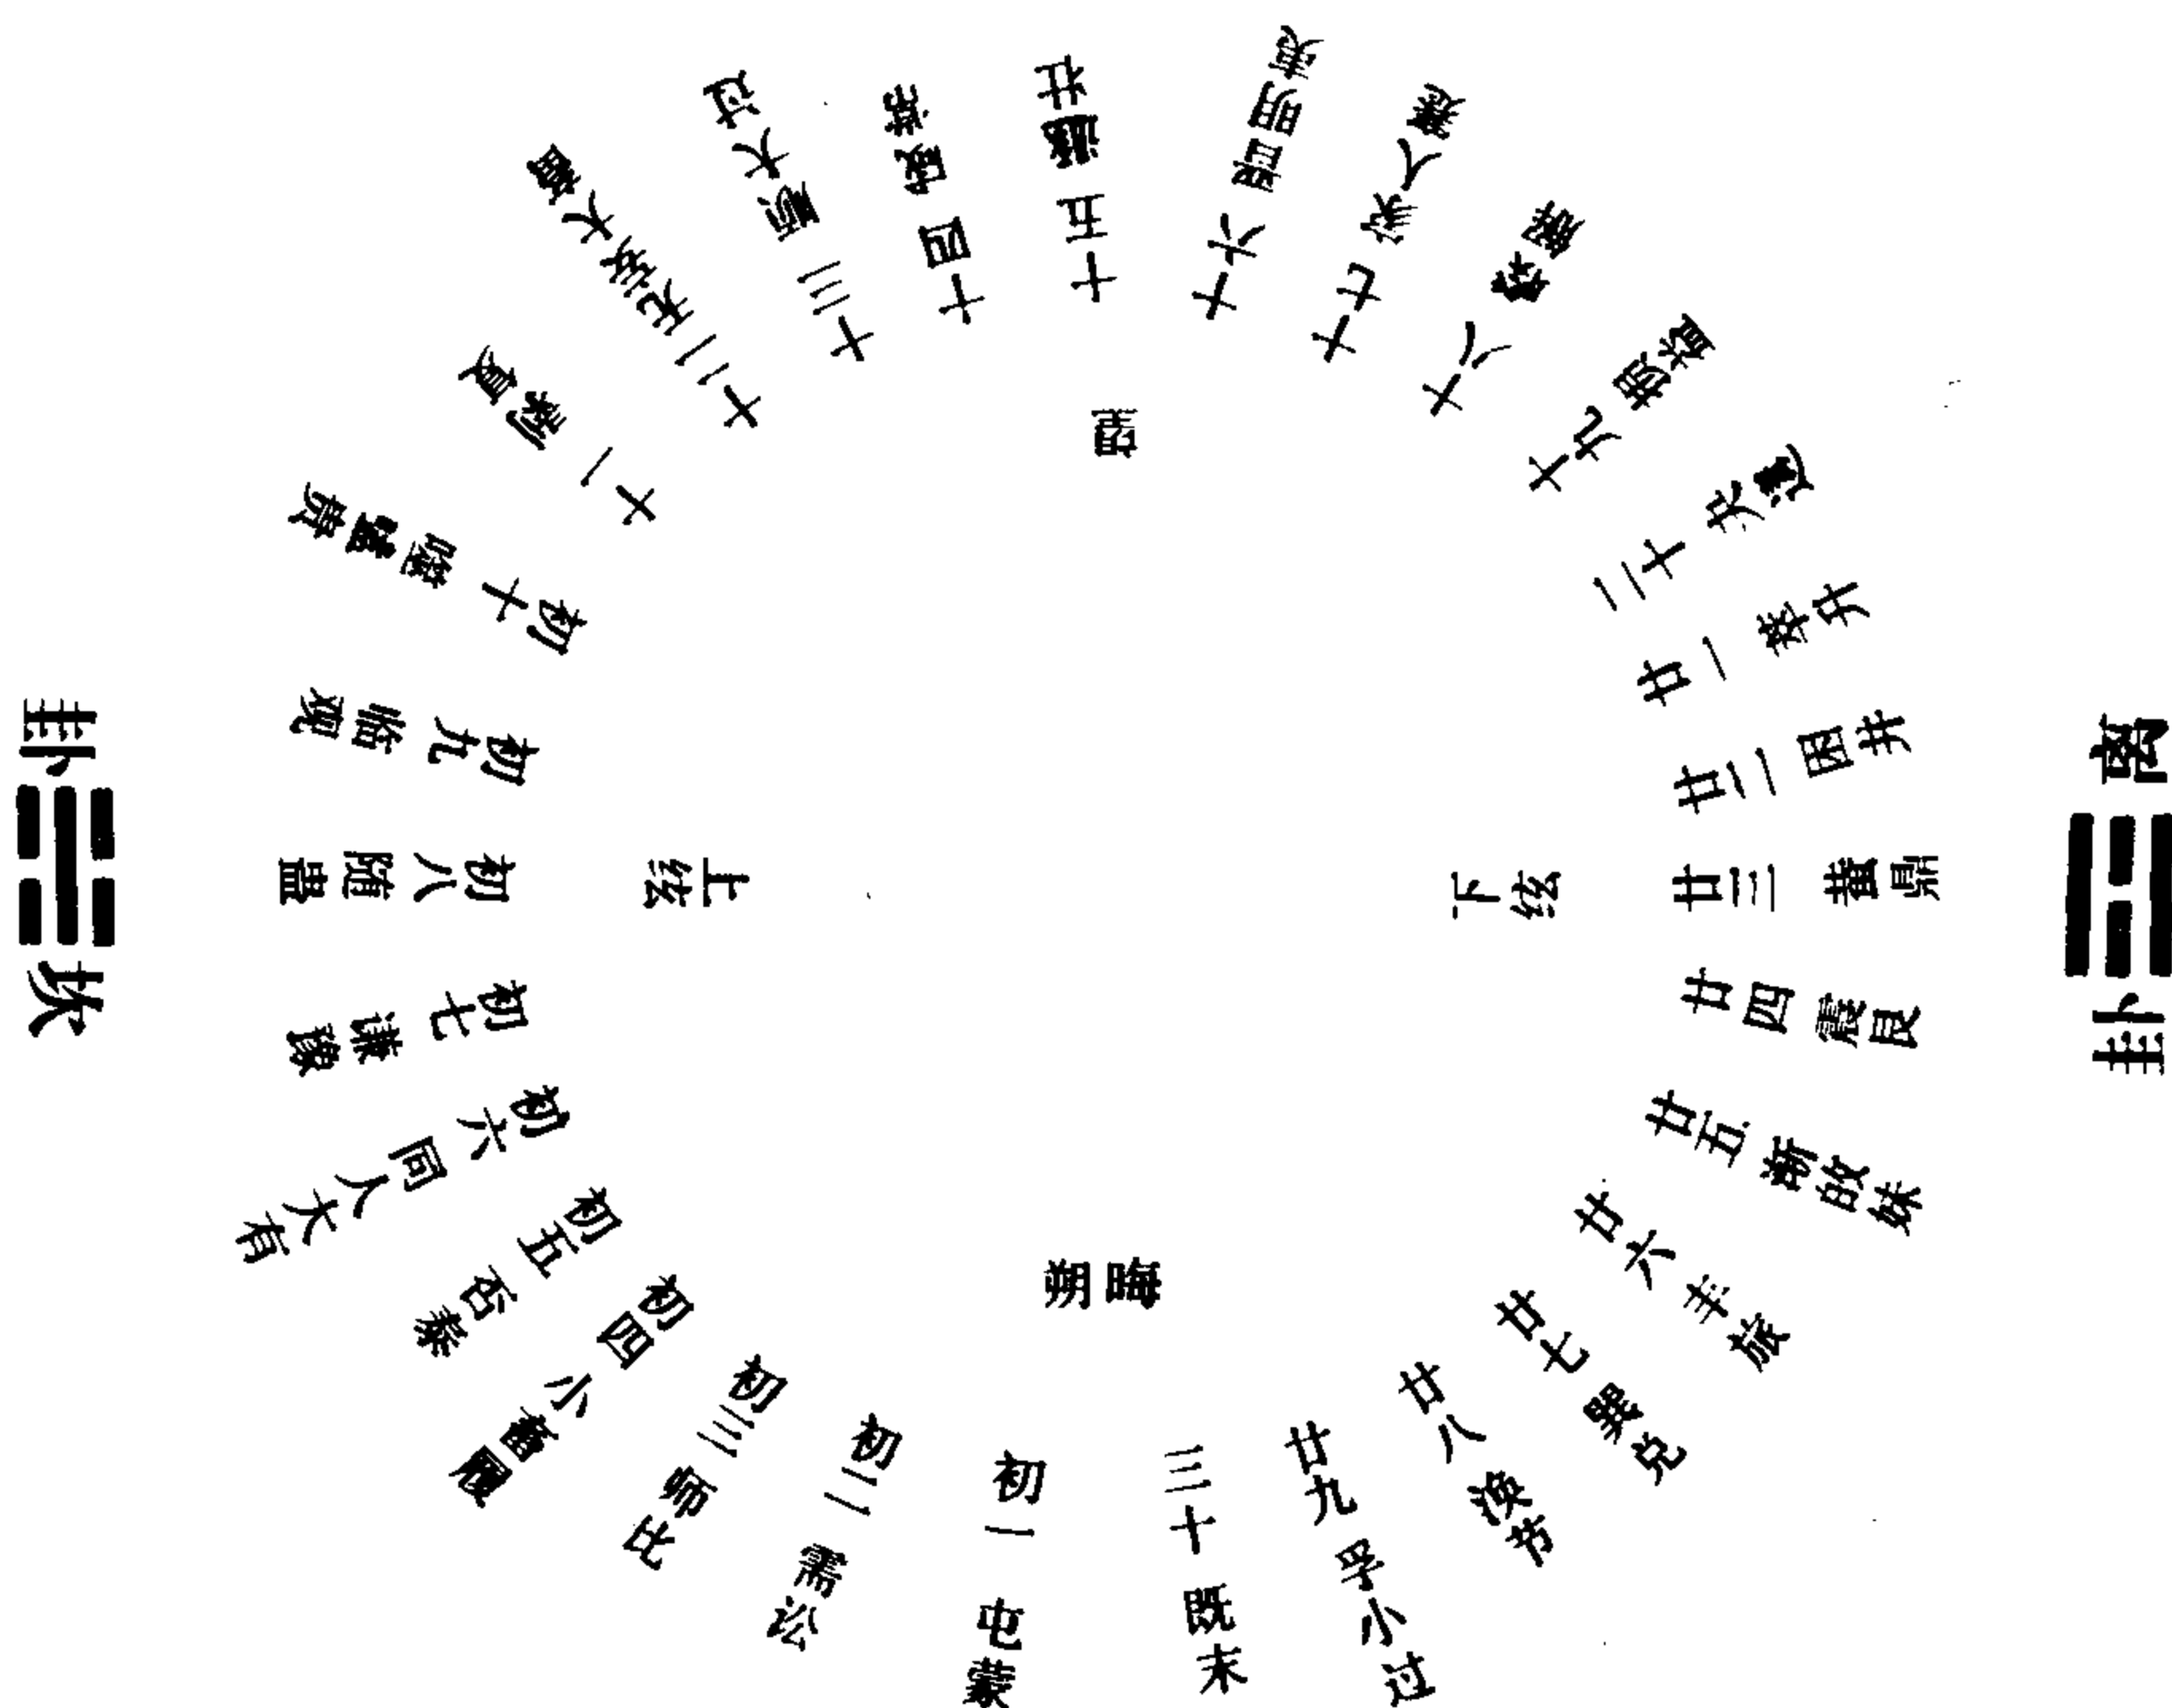 坎卦
离卦
初一 屯蒙
初二 需讼
初三 师比
初四 小畜履
初五 否泰
初六 同人大有
初七 谦豫
初八 随蛊
初九 临观
初十 噬嗑贲
十一 剥复
十二 无妄大畜
十三 颐大过
十四 咸
十五 遯壮
十六 明夷
十七 家人睽
十八 解蹇
十九 损益
二十 夬
廿一 萃升
廿二 困井
廿三 革鼎
廿四 震艮
廿五 渐皈妹
廿六 丰旅
廿七 巽兑
廿八 涣节
廿九 孚小过
三十 既未
上弦
下弦
朔晦